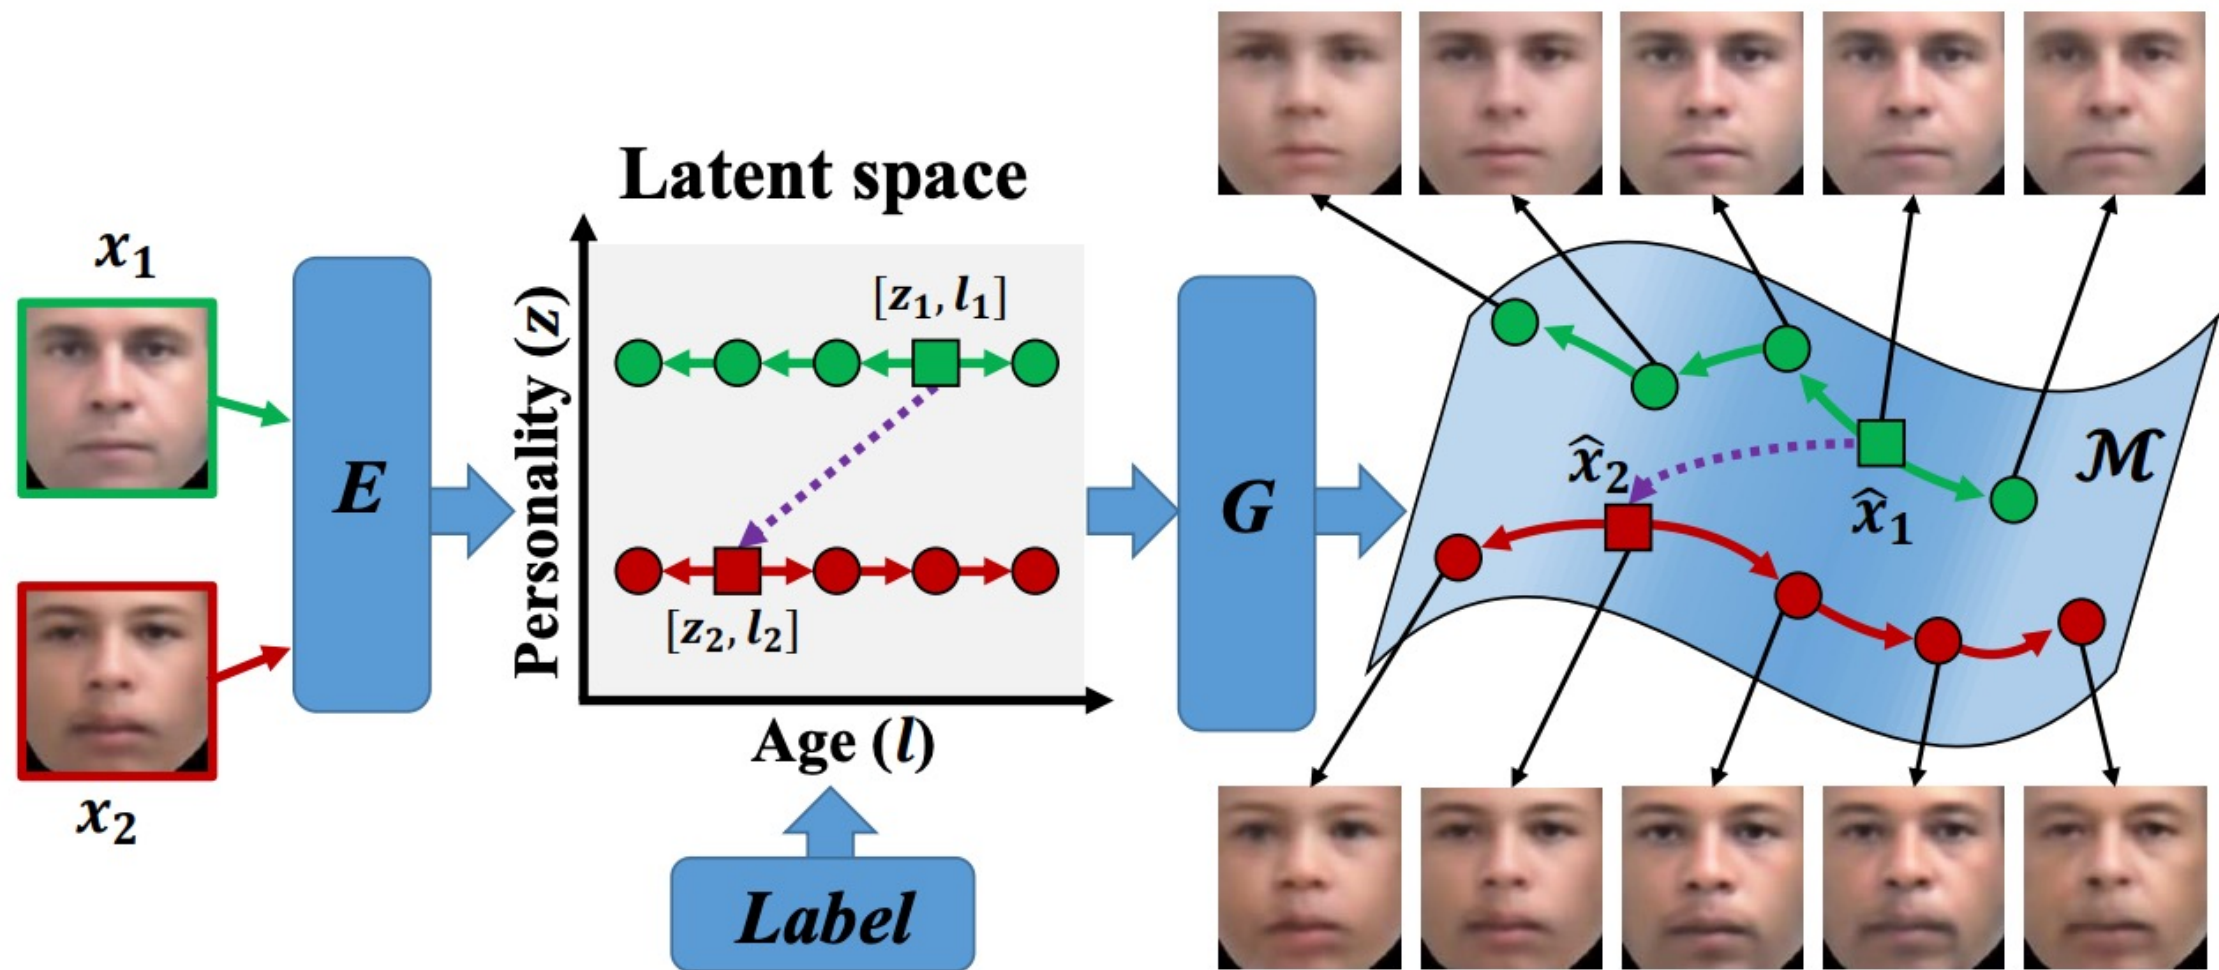 Latent space
x₁
E
Personality (z)
[z₁, l₁]
[z₂, l₂]
Age (l)
Label
x₂
G
x̂₂
x̂₁
ℳ